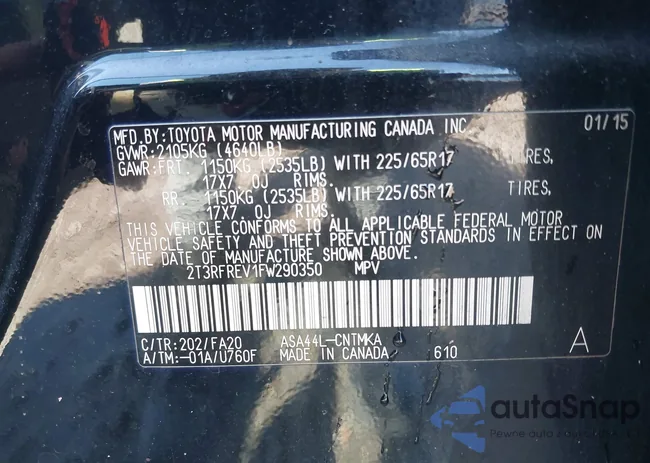 MFD.BY:TOYOTA MOTOR MANUFACTURING CANADA INC. 01/15
GVWR:2105KG (4640LB)
GAWR:FRT. 1150KG (2535LB) WITH 225/65R17 TIRES,
17X7.0J RIMS.
RR. 1150KG (2535LB) WITH 225/65R17 TIRES,
17X7.0J RIMS.
THIS VEHICLE CONFORMS TO ALL APPLICABLE FEDERAL MOTOR
VEHICLE SAFETY AND THEFT PREVENTION STANDARDS IN EFFECT ON
THE DATE OF MANUFACTURE SHOWN ABOVE.
2T3RFREV1FW290350 MPV
C/TR:202/FA20 ASA44L-CNTMKA A
A/TM:-01A/U760F MADE IN CANADA 610
autoSnap
Pewne auto z